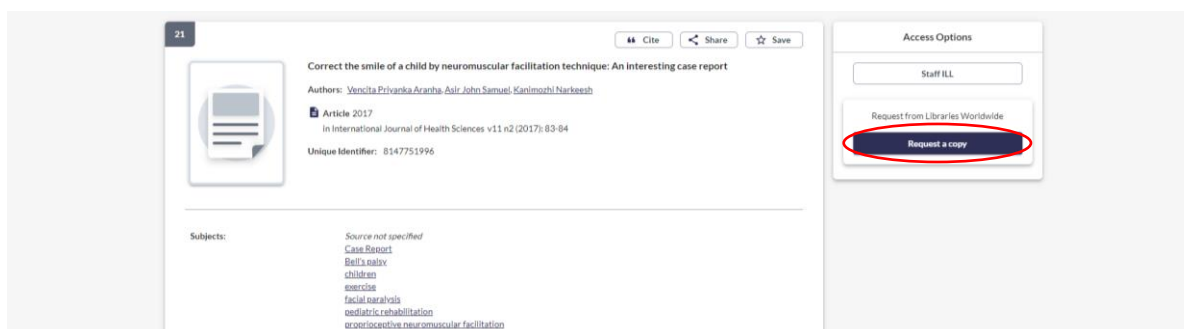 21
Cite
Share
Save
Correct the smile of a child by neuromuscular facilitation technique: An interesting case report
Authors: Vencita Priyanka Aranha, Asir John Samuel, Kanimozhi Narkeesh
Article 2017
in International Journal of Health Sciences v11 n2 (2017): 83-84
Unique Identifier: 8147751996
Subjects:
Source not specified
Case Report
Bell's palsy
children
exercise
facial paralysis
pediatric rehabilitation
proprioceptive neuromuscular facilitation
Access Options
Staff ILL
Request from Libraries Worldwide
Request a copy